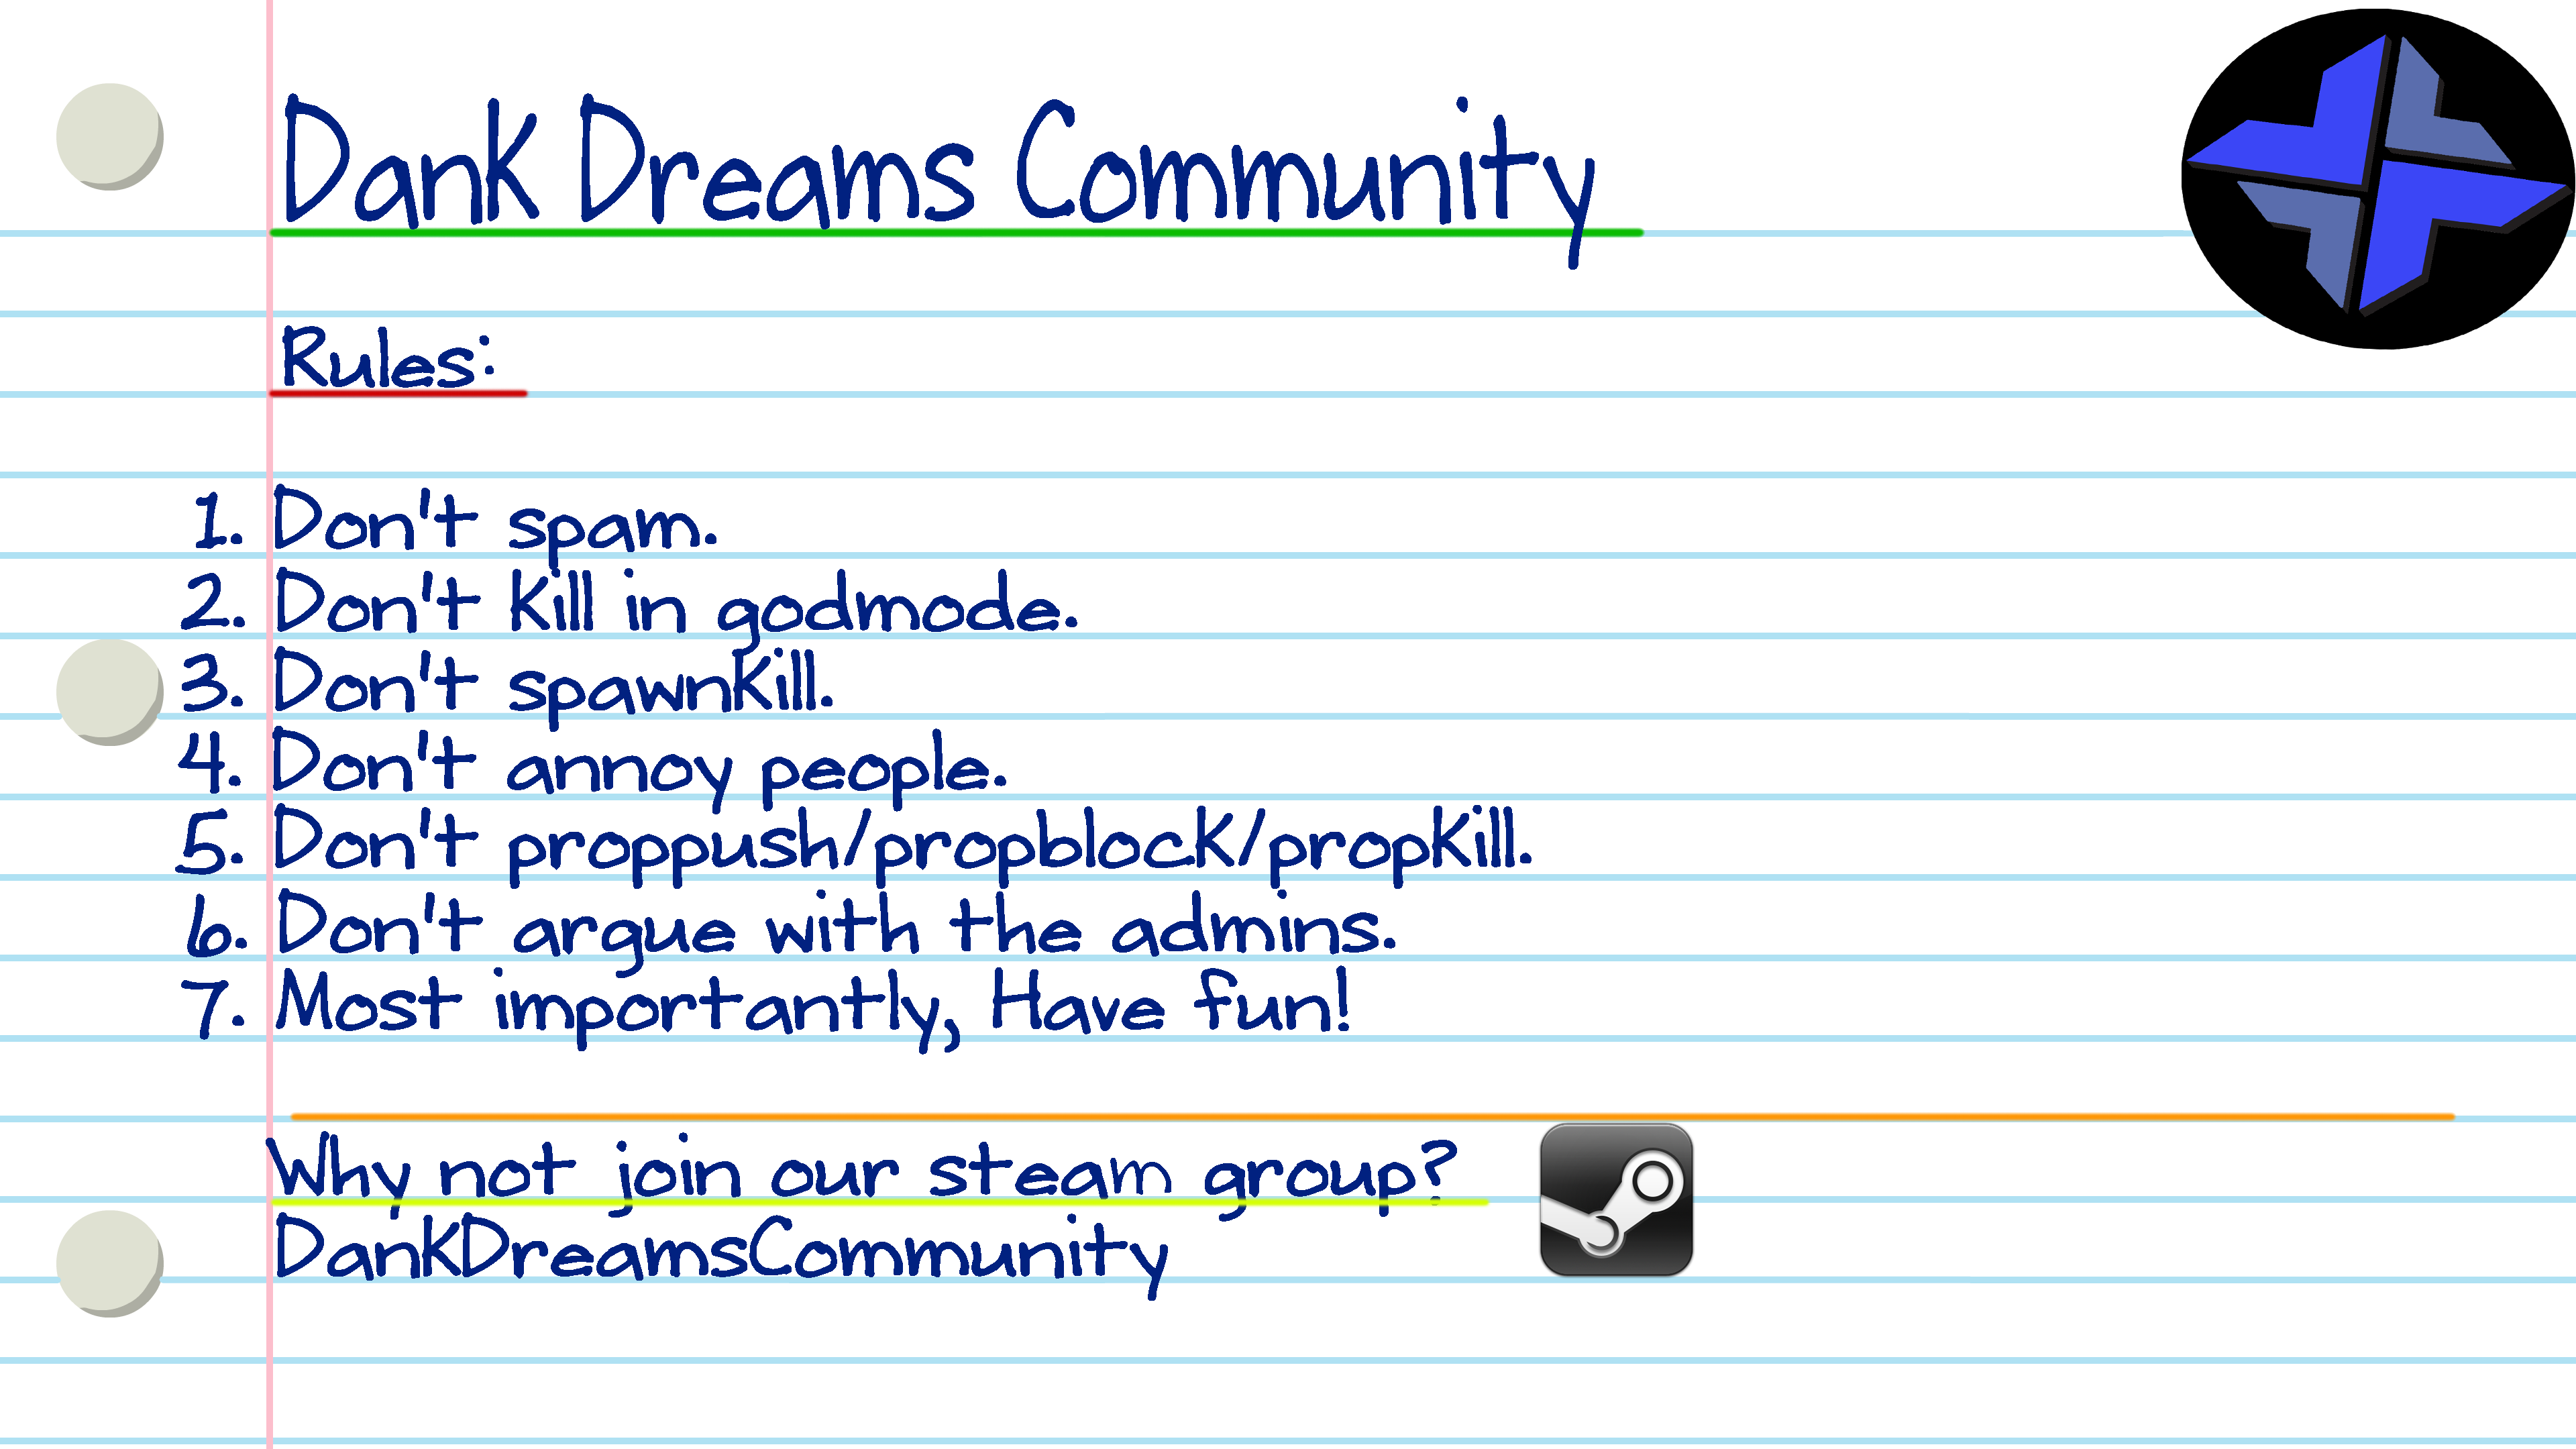 Dank Dreams Community
Rules:
1. Don't spam.
2. Don't kill in godmode.
3. Don't spawnkill.
4. Don't annoy people.
5. Don't proppush/propblock/propkill.
6. Don't argue with the admins.
7. Most importantly, Have fun!
Why not join our steam group?
DankDreamsCommunity